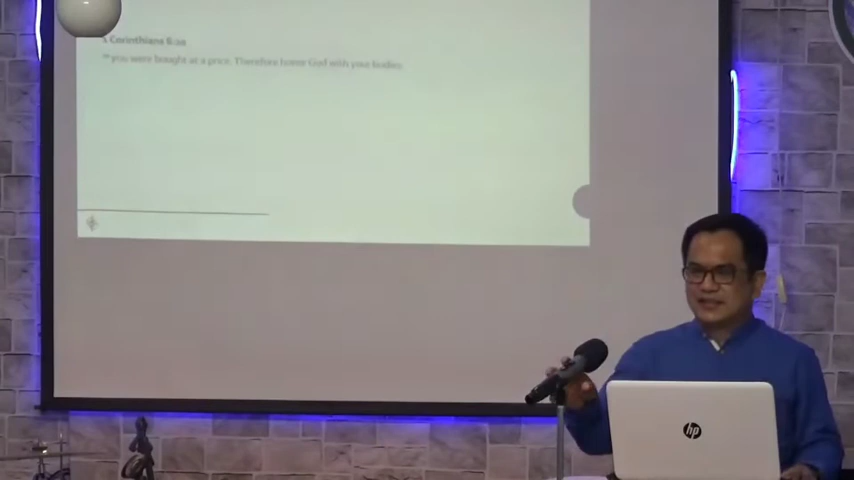 1 Corinthians 6:20
²⁰ you were bought at a price. Therefore honor God with your bodies.
hp